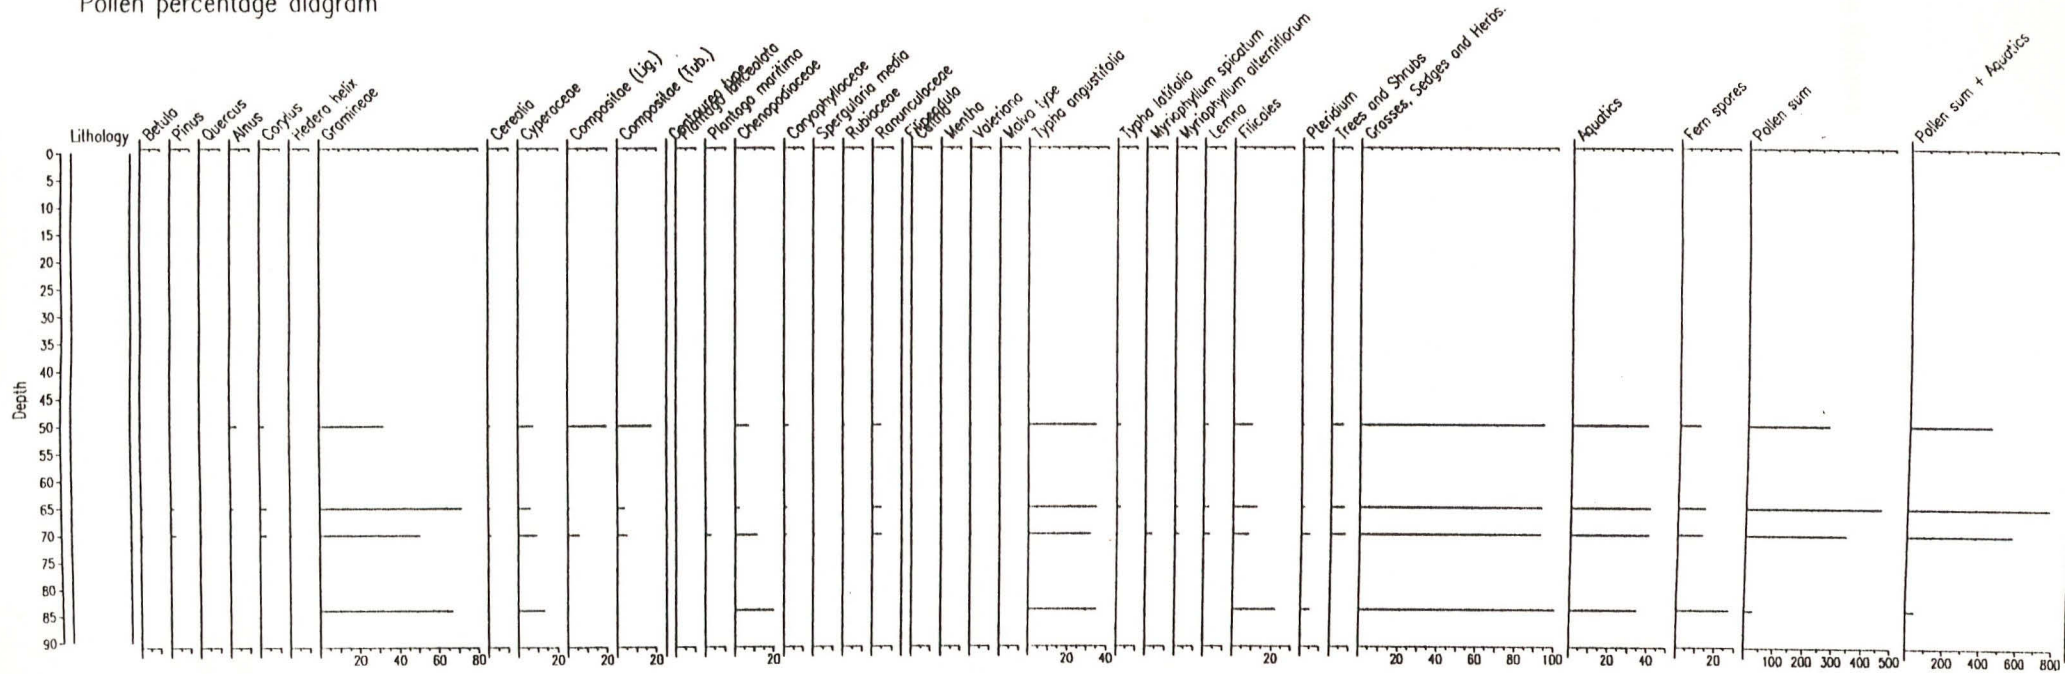 Pollen percentage diagram
Lithology
Betula
Pinus
Quercus
Alnus
Corylus
Hedera helix
Gramineae
Cerealia
Cyperaceae
Compositae (Lig.)
Compositae (Tub.)
Centaurea type
Plantago lanceolata
Plantago maritima
Chenopodiaceae
Caryophyllaceae
Spergularia media
Rubiaceae
Ranunculaceae
Filipendula
Mentha
Valeriana
Malva type
Typha angustifolia
Typha latifolia
Myriophyllum spicatum
Myriophyllum alterniflorum
Lemna
Filicales
Pteridium
Trees and Shrubs
Grasses, Sedges and Herbs.
Aquatics
Fern spores
Pollen sum
Pollen sum + Aquatics
Depth
0
5
10
15
20
25
30
35
40
45
50
55
60
65
70
75
80
85
90
20 40 60 80
20
20
20
20
20 40
20
20 40 60 80 100
20 40
20
100 200 300 400 500
200 400 600 800